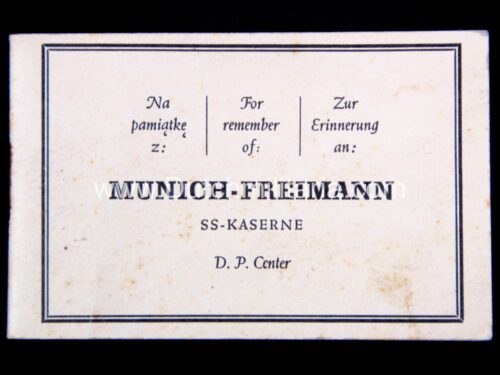 Na
pamiątkę
z:
For
remember
of:
Zur
Erinnerung
an:
MUNICH-FREIMANN
SS-KASERNE
D. P. Center